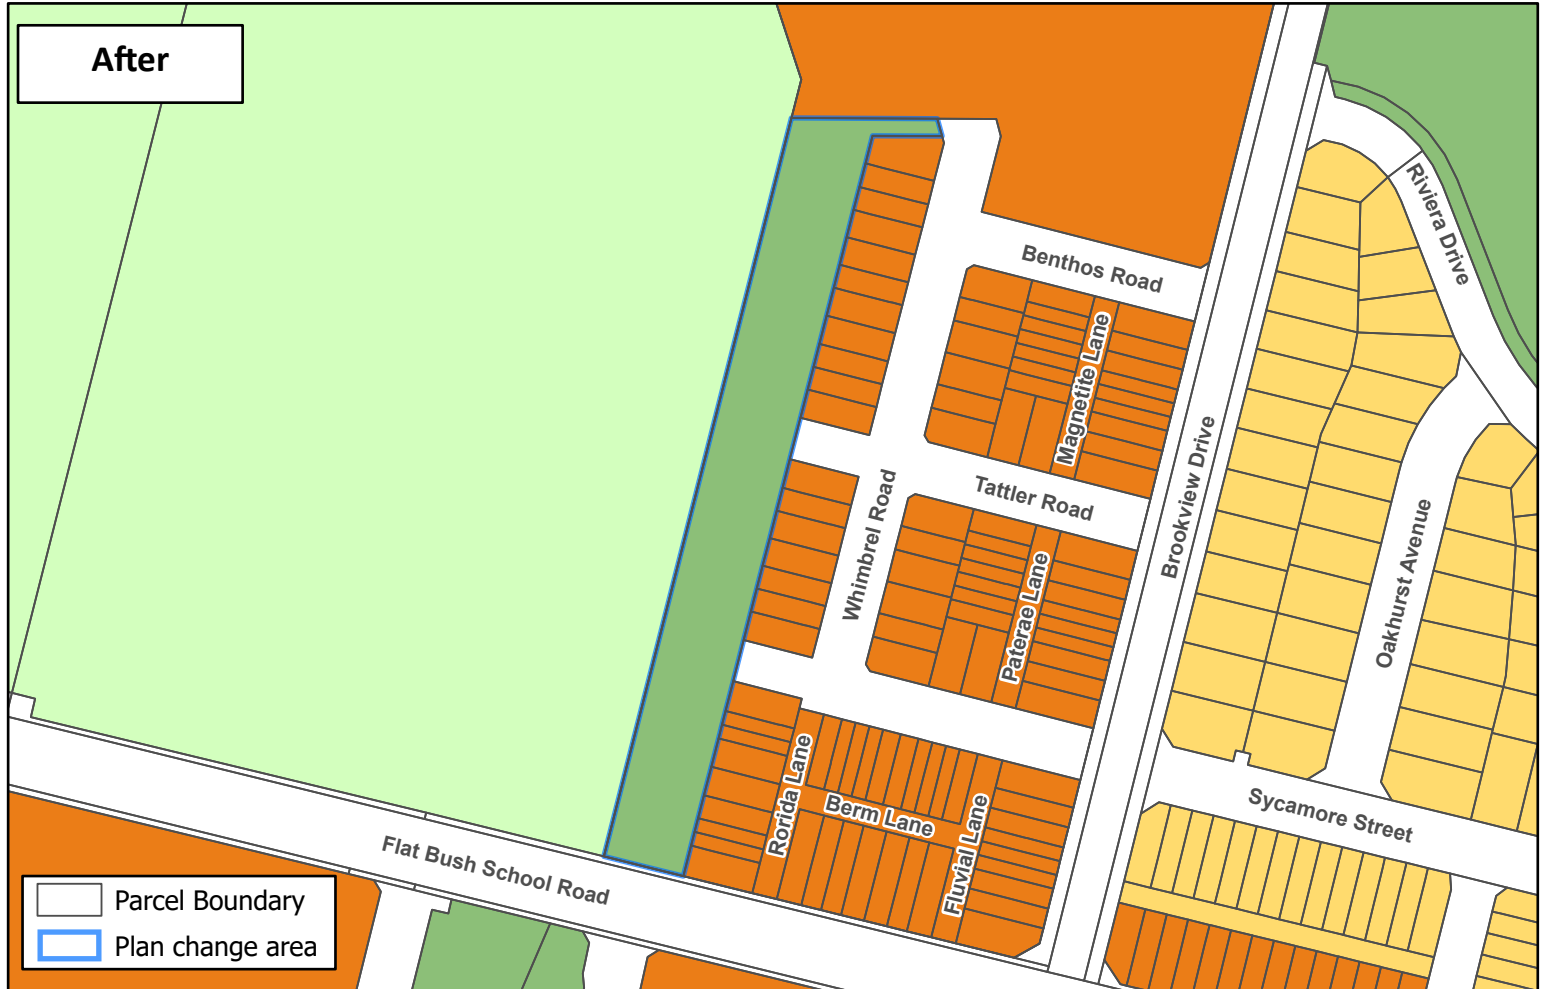 After
Riviera Drive
Benthos Road
Magnetite Lane
Brookview Drive
Tattler Road
Whimbrel Road
Oakhurst Avenue
Paterae Lane
Rorida Lane
Berm Lane
Fluvial Lane
Sycamore Street
Flat Bush School Road
Parcel Boundary
Plan change area